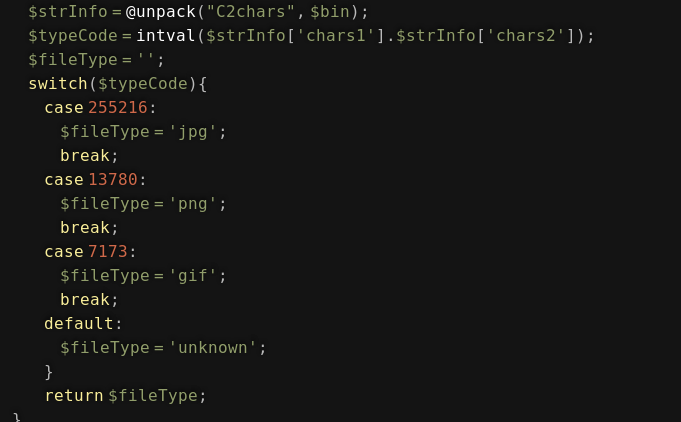 $strInfo = @unpack("C2chars", $bin);
$typeCode = intval($strInfo['chars1'].$strInfo['chars2']);
$fileType = '';
switch($typeCode){
case 255216:
$fileType = 'jpg';
break;
case 13780:
$fileType = 'png';
break;
case 7173:
$fileType = 'gif';
break;
default:
$fileType = 'unknown';
}
return $fileType;
}